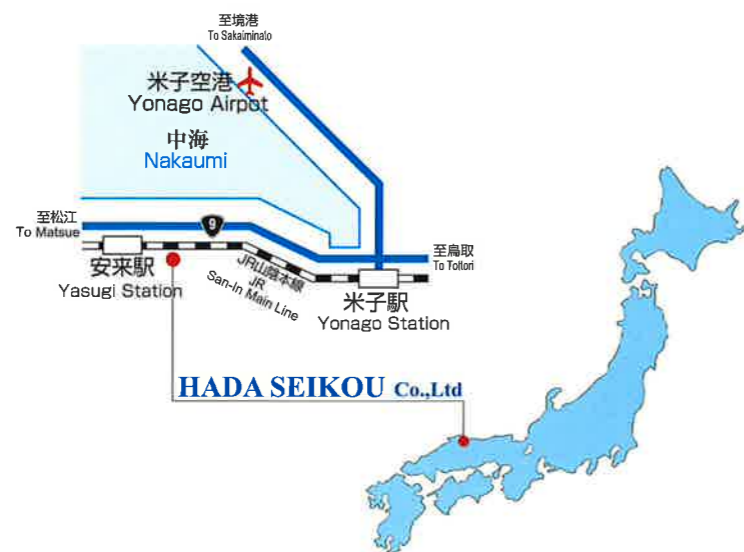 至境港
To Sakaiminato
米子空港
Yonago Airpot
中海
Nakaumi
至松江
To Matsue
9
至鳥取
To Tottori
安来駅
Yasugi Station
JR山陰本線
JR
San-In Main Line
米子駅
Yonago Station
HADA SEIKOU Co.,Ltd